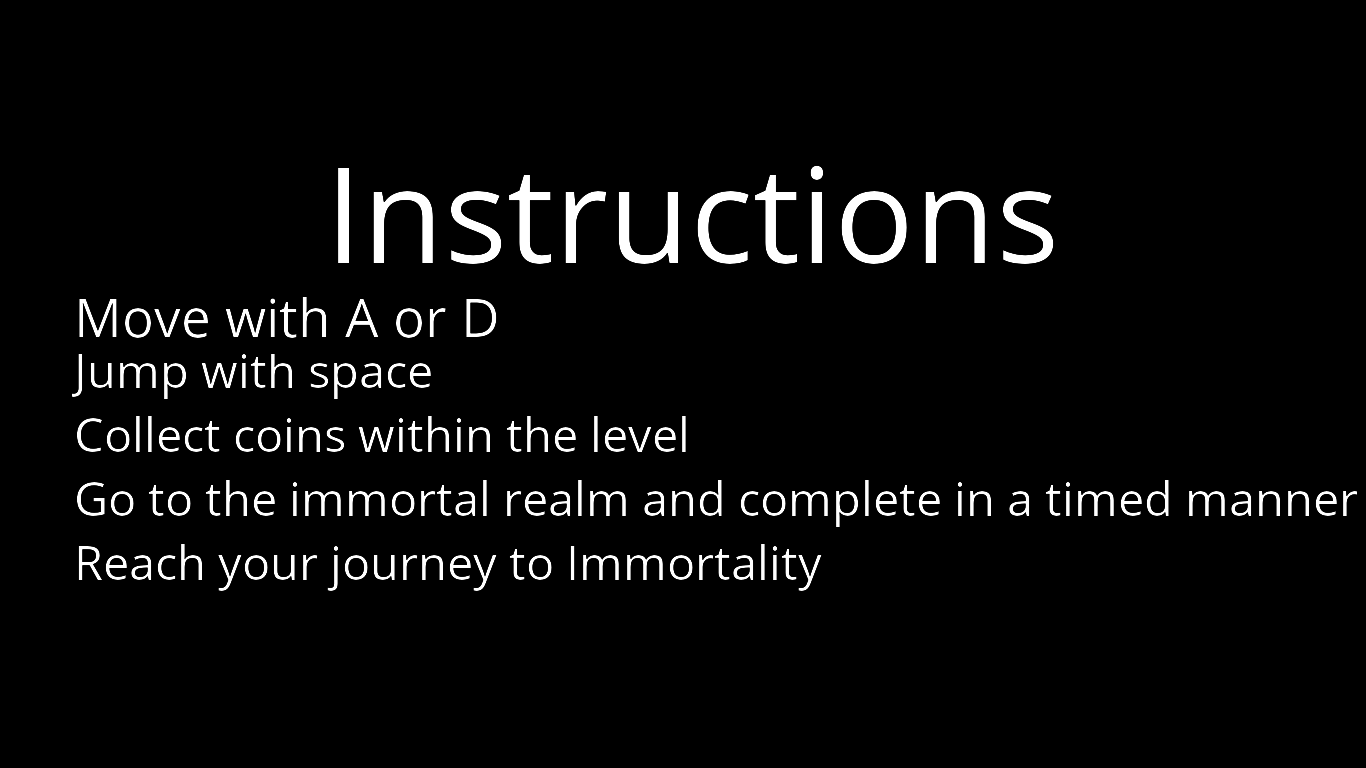 Instructions
Move with A or D
Jump with space
Collect coins within the level
Go to the immortal realm and complete in a timed manner
Reach your journey to Immortality